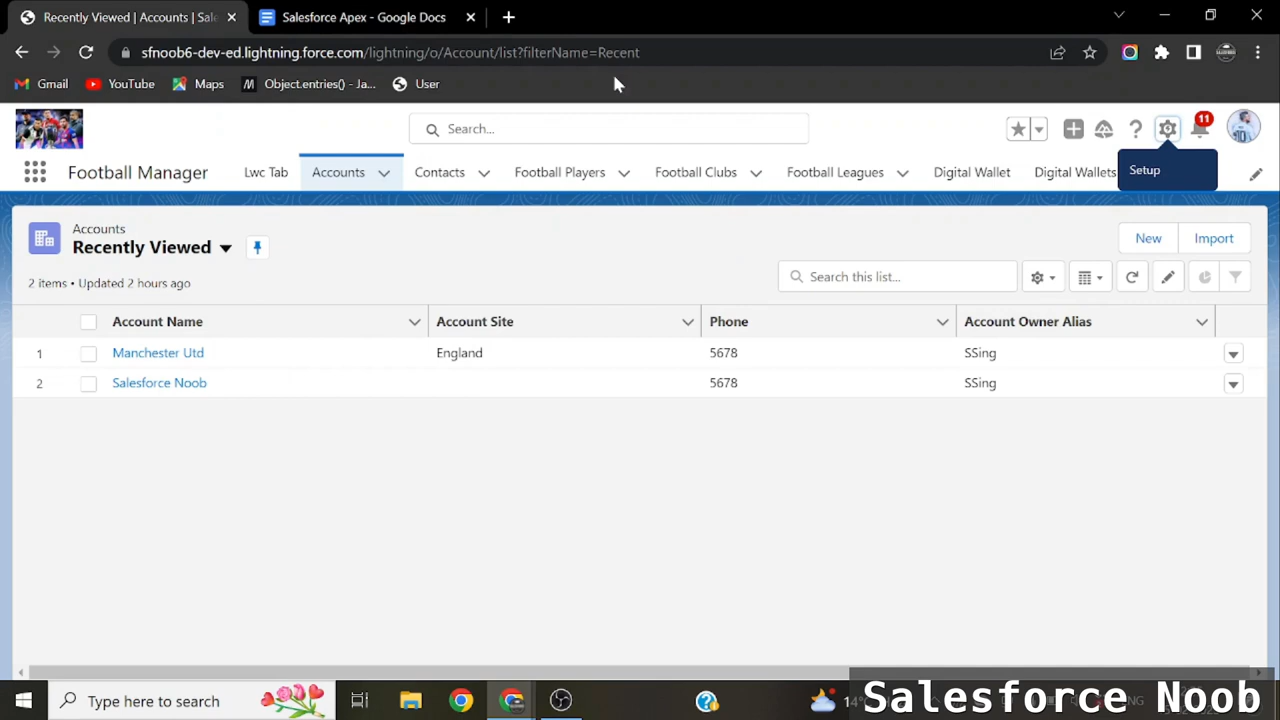 Recently Viewed | Accounts | Sale
Salesforce Apex - Google Docs
sfnoob6-dev-ed.lightning.force.com/lightning/o/Account/list?filterName=Recent
Gmail
YouTube
Maps
Object.entries() - Ja...
User
Search...
11
Football Manager
Lwc Tab
Accounts
Contacts
Football Players
Football Clubs
Football Leagues
Digital Wallet
Digital Wallets
Setup
Accounts
Recently Viewed
New
Import
2 items • Updated 2 hours ago
Search this list...
Account Name
Account Site
Phone
Account Owner Alias
1
Manchester Utd
England
5678
SSing
2
Salesforce Noob
5678
SSing
Type here to search
14°
ENG
Salesforce Noob